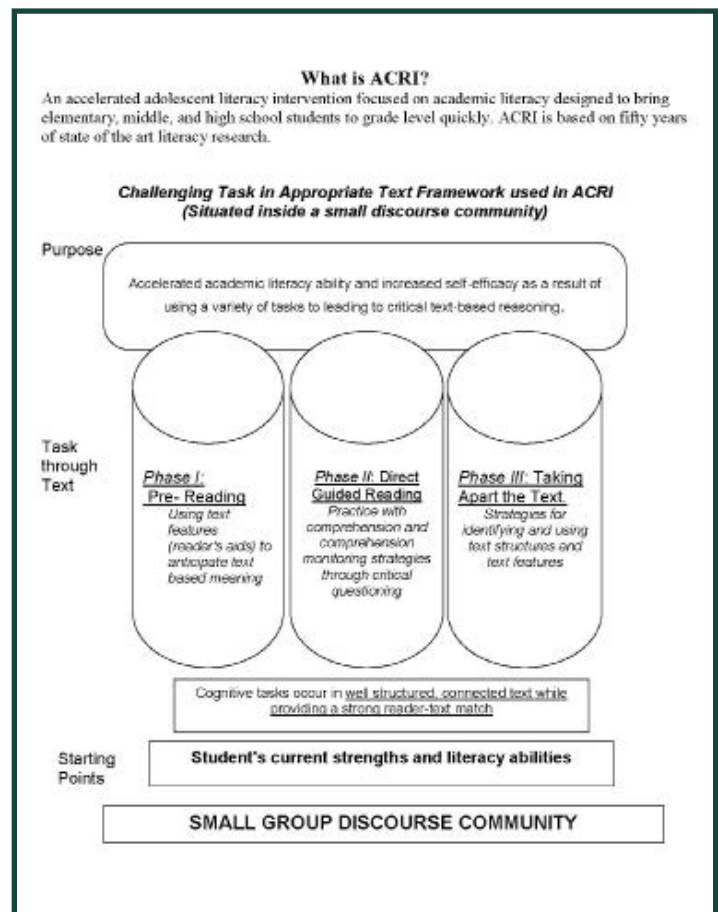 What is ACRI?
An accelerated adolescent literacy intervention focused on academic literacy designed to bring
elementary, middle, and high school students to grade level quickly. ACRI is based on fifty years
of state of the art literacy research.
Challenging Task in Appropriate Text Framework used in ACRI
(Situated inside a small discourse community)
Purpose
Accelerated academic literacy ability and increased self-efficacy as a result of
using a variety of tasks to leading to critical text-based reasoning.
Task
through
Text
Phase I:
Pre- Reading
Using text
features
(reader's aids) to
anticipate text
based meaning
Phase II: Direct
Guided Reading
Practice with
comprehension and
comprehension
monitoring strategies
through critical
questioning
Phase III: Taking
Apart the Text
Strategies for
identifying and using
text structures and
text features
Cognitive tasks occur in well structured, connected text while
providing a strong reader-text match
Starting
Points
Student's current strengths and literacy abilities
SMALL GROUP DISCOURSE COMMUNITY